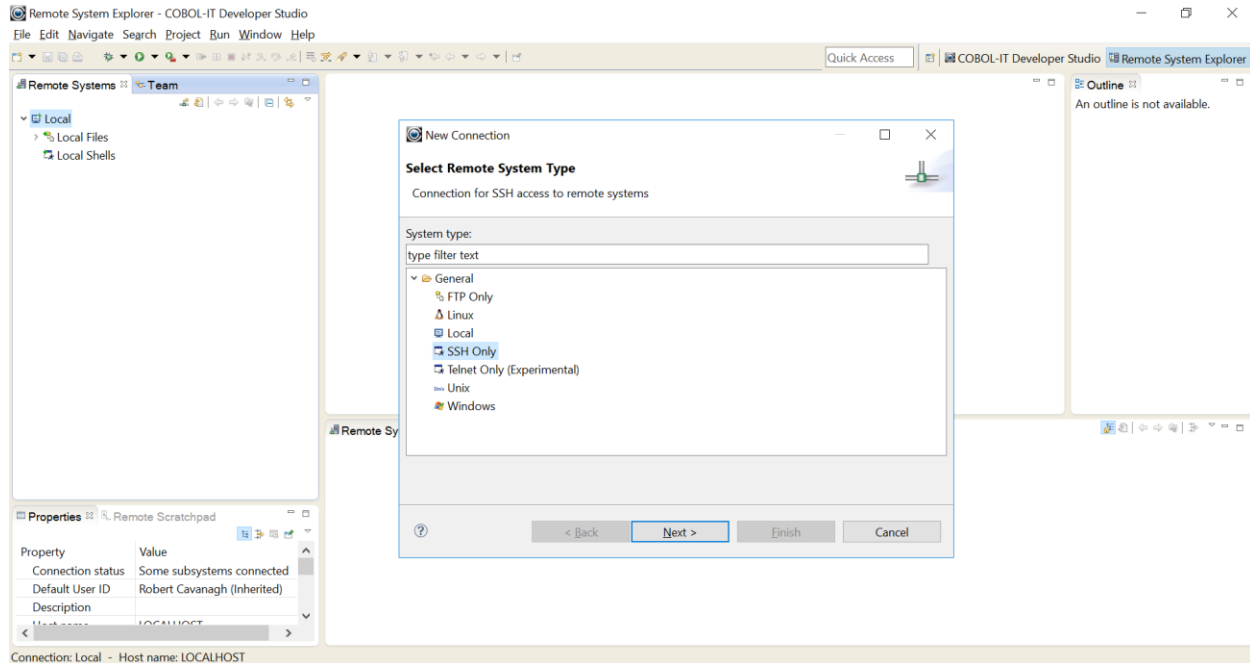 Remote System Explorer - COBOL-IT Developer Studio
File Edit Navigate Search Project Run Window Help
Quick Access
COBOL-IT Developer Studio
Remote System Explorer
Remote Systems
Team
Local
Local Files
Local Shells
Outline
An outline is not available.
New Connection
Select Remote System Type
Connection for SSH access to remote systems
System type:
type filter text
General
FTP Only
Linux
Local
SSH Only
Telnet Only (Experimental)
Unix
Windows
< Back
Next >
Finish
Cancel
Remote Sy
Properties
Remote Scratchpad
Property Value
Connection status Some subsystems connected
Default User ID Robert Cavanagh (Inherited)
Description
Host name LOCALHOST
Connection: Local - Host name: LOCALHOST